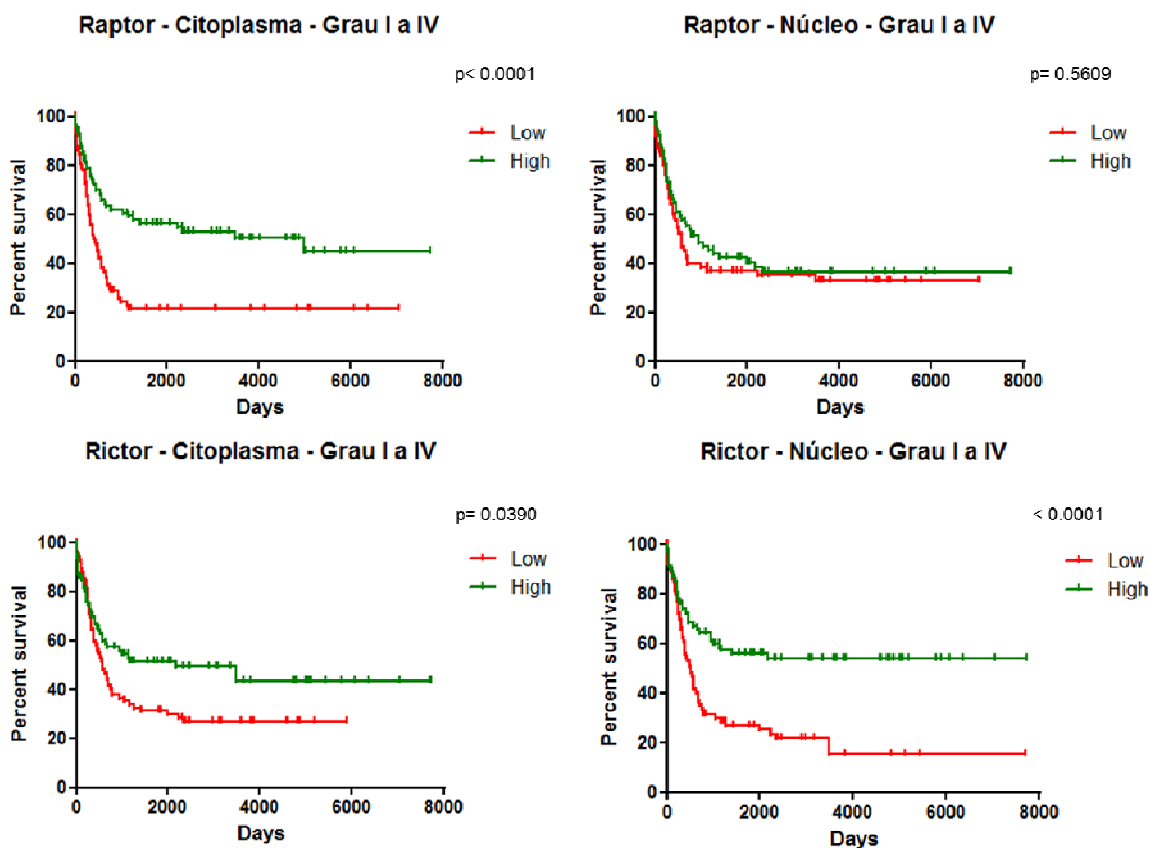 Raptor - Citoplasma - Grau I a IV
p< 0.0001
Low
High
Percent survival
100
80
60
40
20
0
0 2000 4000 6000 8000
Days
Raptor - Núcleo - Grau I a IV
p= 0.5609
Low
High
Percent survival
100
80
60
40
20
0
0 2000 4000 6000 8000
Days
Rictor - Citoplasma - Grau I a IV
p= 0.0390
Low
High
Percent survival
100
80
60
40
20
0
0 2000 4000 6000 8000
Days
Rictor - Núcleo - Grau I a IV
< 0.0001
Low
High
Percent survival
100
80
60
40
20
0
0 2000 4000 6000 8000
Days